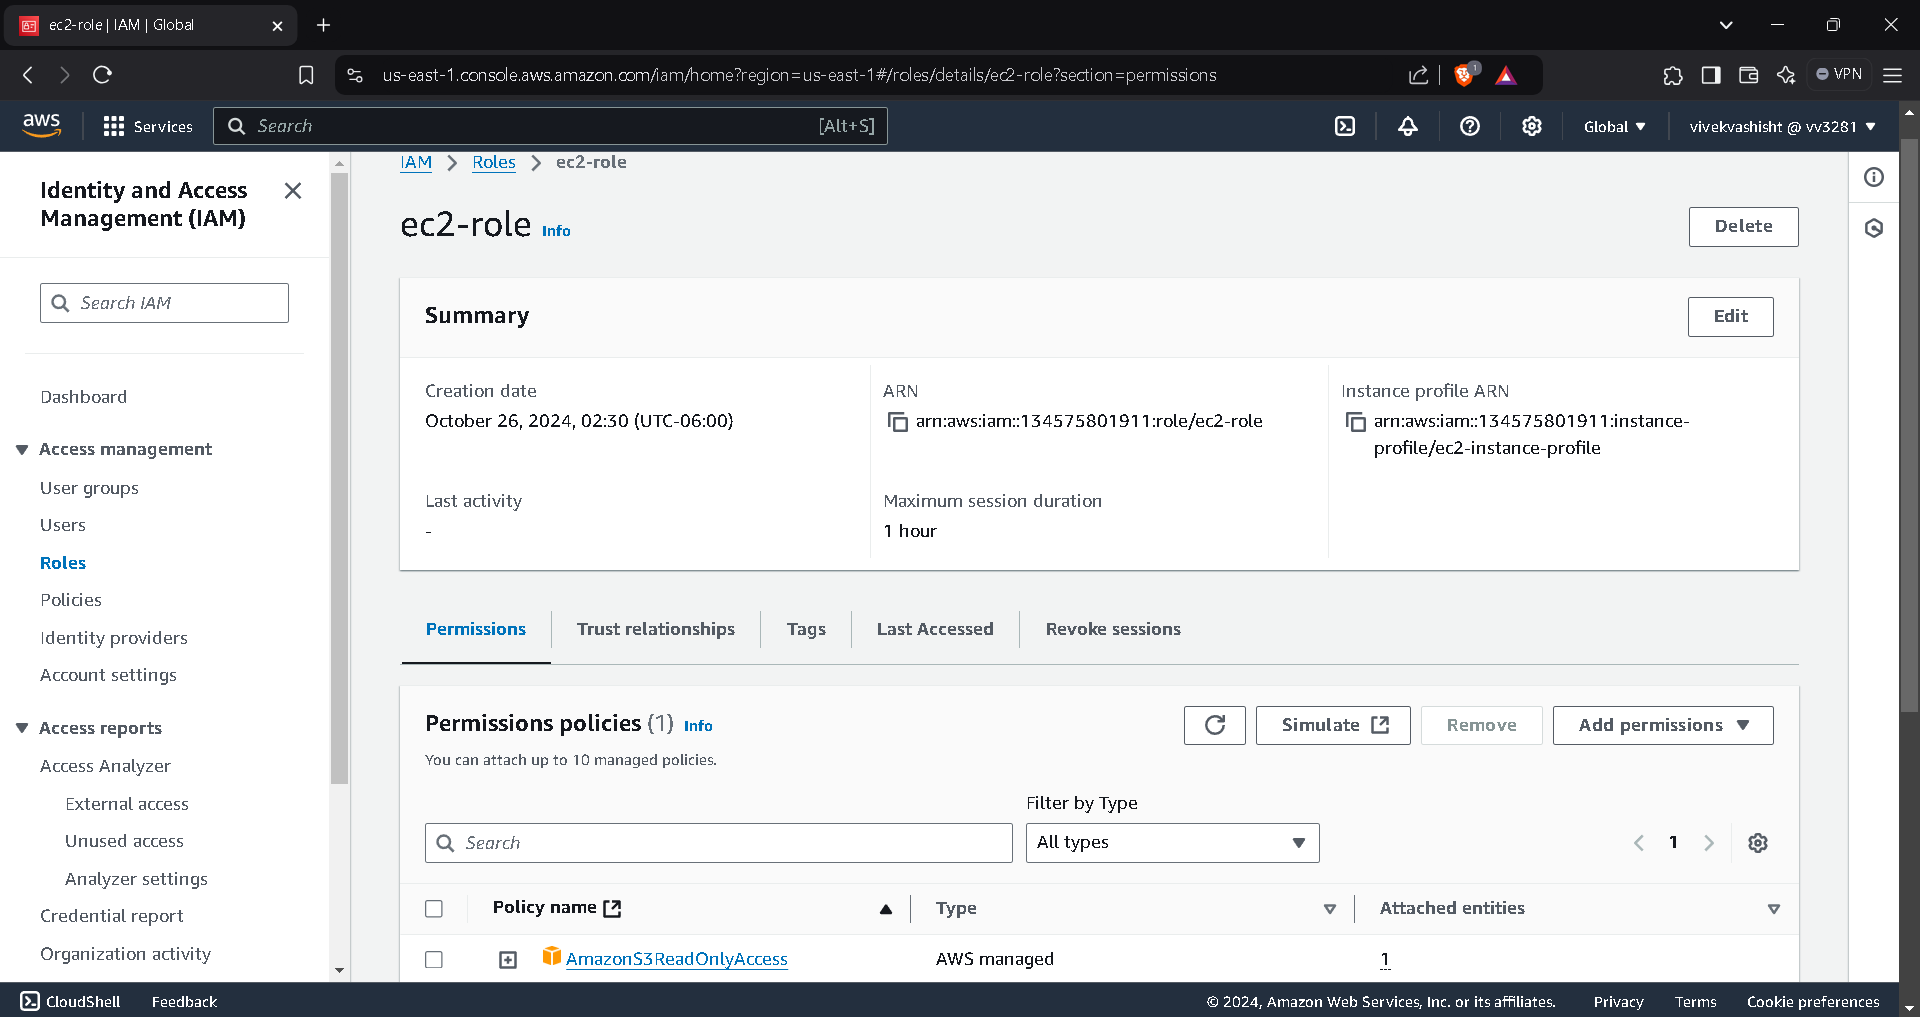 ec2-role | IAM | Global
us-east-1.console.aws.amazon.com/iam/home?region=us-east-1#/roles/details/ec2-role?section=permissions
1
VPN
aws
Services
Search
[Alt+S]
Global
vivekvashisht @ vv3281
Identity and Access
Management (IAM)
Search IAM
Dashboard
Access management
User groups
Users
Roles
Policies
Identity providers
Account settings
Access reports
Access Analyzer
External access
Unused access
Analyzer settings
Credential report
Organization activity
IAM > Roles > ec2-role
ec2-role Info
Delete
Summary
Edit
Creation date
October 26, 2024, 02:30 (UTC-06:00)
ARN
arn:aws:iam::134575801911:role/ec2-role
Instance profile ARN
arn:aws:iam::134575801911:instance-
profile/ec2-instance-profile
Last activity
-
Maximum session duration
1 hour
Permissions
Trust relationships
Tags
Last Accessed
Revoke sessions
Permissions policies (1) Info
You can attach up to 10 managed policies.
Simulate
Remove
Add permissions
Filter by Type
Search
All types
1
Policy name
Type
Attached entities
AmazonS3ReadOnlyAccess
AWS managed
1
CloudShell
Feedback
© 2024, Amazon Web Services, Inc. or its affiliates.
Privacy
Terms
Cookie preferences